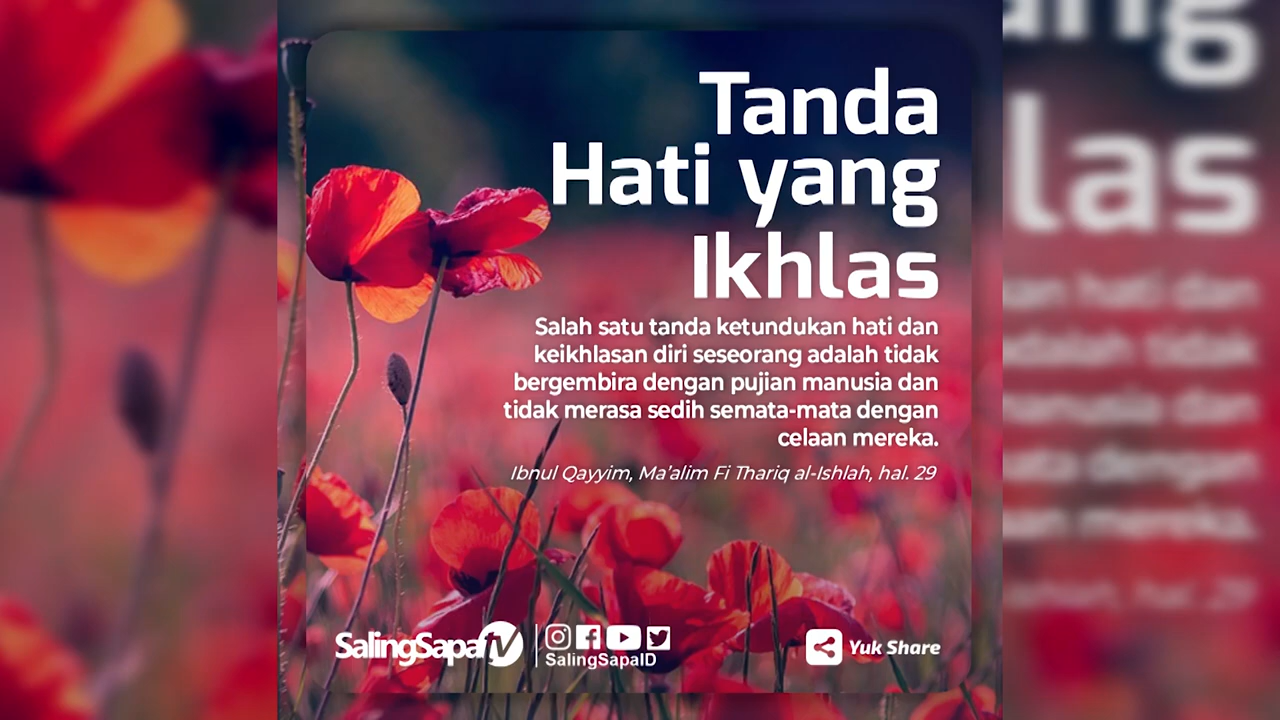 Tanda
Hati yang
Ikhlas
Salah satu tanda ketundukan hati dan
keikhlasan diri seseorang adalah tidak
bergembira dengan pujian manusia dan
tidak merasa sedih semata-mata dengan
celaan mereka.
Ibnul Qayyim, Ma'alim Fi Thariq al-Ishlah, hal. 29
SalingSapaTV
SalingSapaID
Yuk Share